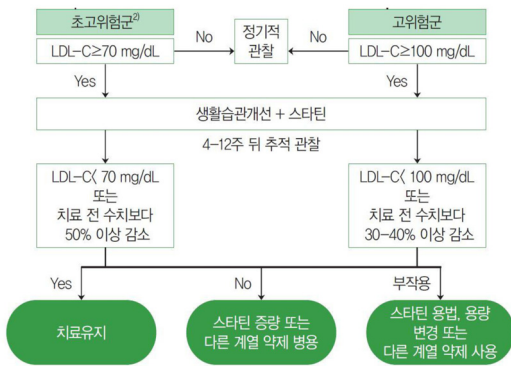 초고위험군2)
LDL-C≥70 mg/dL
No
정기적
관찰
No
고위험군
LDL-C≥100 mg/dL
Yes
Yes
생활습관개선 + 스타틴
4-12주 뒤 추적 관찰
LDL-C< 70 mg/dL
또는
치료 전 수치보다
50% 이상 감소
LDL-C< 100 mg/dL
또는
치료 전 수치보다
30-40% 이상 감소
Yes
No
부작용
치료유지
스타틴 증량 또는
다른 계열 약제 병용
스타틴 용법, 용량
변경 또는
다른 계열 약제 사용